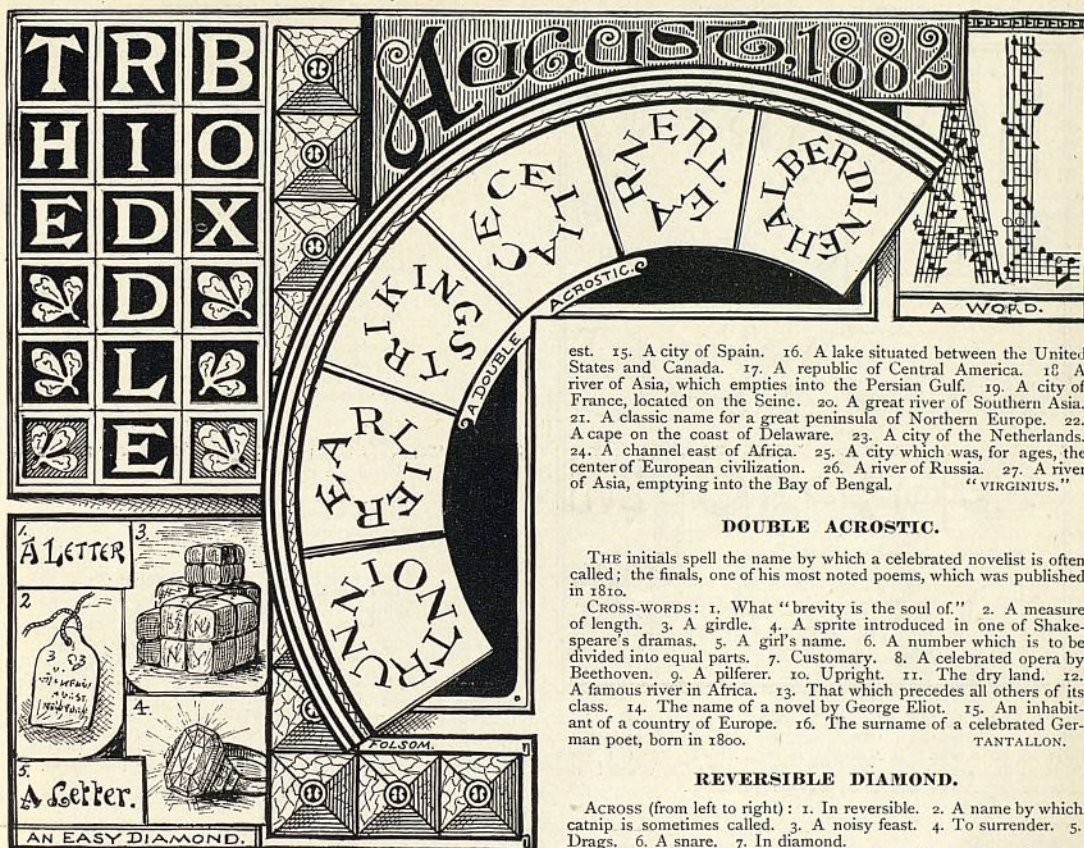 THE
RIDDLE
BOX
AUGUST, 1882
TRUNNION
STRIKING
HALBERDINE
A DOUBLE ACROSTIC.
FOLSOM.
ALL
A WORD.
1.
A LETTER
2
3.
4.
5.
A Letter.
AN EASY DIAMOND.
est. 15. A city of Spain. 16. A lake situated between the United
States and Canada. 17. A republic of Central America. 18 A
river of Asia, which empties into the Persian Gulf. 19. A city of
France, located on the Seine. 20. A great river of Southern Asia.
21. A classic name for a great peninsula of Northern Europe. 22.
A cape on the coast of Delaware. 23. A city of the Netherlands.
24. A channel east of Africa. 25. A city which was, for ages, the
center of European civilization. 26. A river of Russia. 27. A river
of Asia, emptying into the Bay of Bengal. "VIRGINIUS."
DOUBLE ACROSTIC.
THE initials spell the name by which a celebrated novelist is often
called; the finals, one of his most noted poems, which was published
in 1810.
CROSS-WORDS: 1. What "brevity is the soul of." 2. A measure
of length. 3. A girdle. 4. A sprite introduced in one of Shake-
speare's dramas. 5. A girl's name. 6. A number which is to be
divided into equal parts. 7. Customary. 8. A celebrated opera by
Beethoven. 9. A pilferer. 10. Upright. 11. The dry land. 12.
A famous river in Africa. 13. That which precedes all others of its
class. 14. The name of a novel by George Eliot. 15. An inhabit-
ant of a country of Europe. 16. The surname of a celebrated Ger-
man poet, born in 1800. TANTALLON.
REVERSIBLE DIAMOND.
ACROSS (from left to right): 1. In reversible. 2. A name by which
catnip is sometimes called. 3. A noisy feast. 4. To surrender. 5.
Drags. 6. A snare. 7. In diamond.